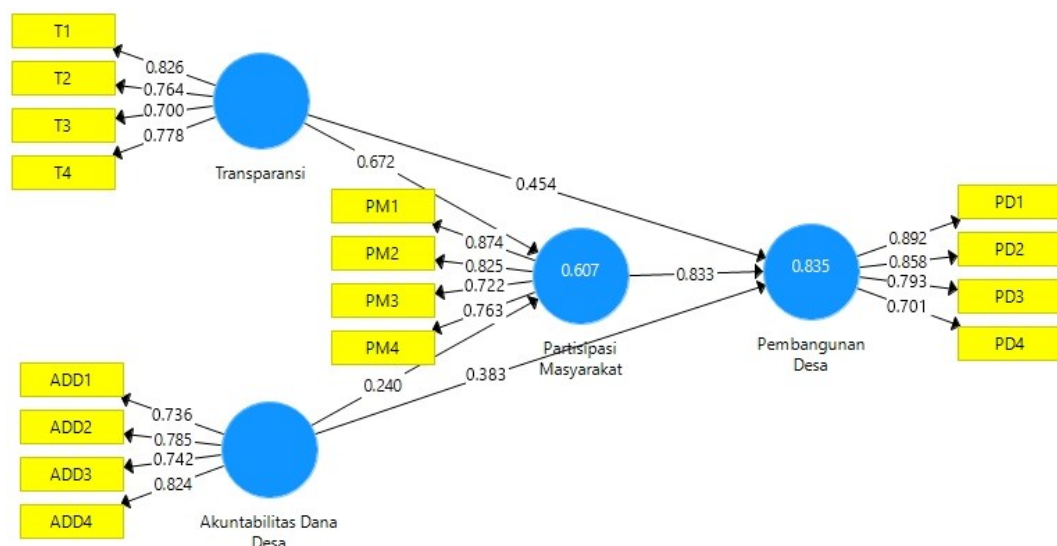 T1
T2
T3
T4
0.826
0.764
0.700
0.778
Transparansi
0.672
0.454
PM1
PM2
PM3
PM4
0.874
0.825
0.722
0.763
0.607
Partisipasi
Masyarakat
0.833
0.835
Pembangunan
Desa
0.892
0.858
0.793
0.701
PD1
PD2
PD3
PD4
0.240
0.383
ADD1
ADD2
ADD3
ADD4
0.736
0.785
0.742
0.824
Akuntabilitas Dana
Desa